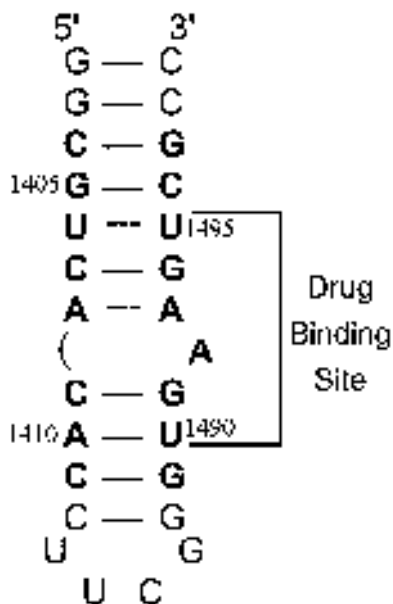 5' 3'
G — C
G — C
C — G
1405 G — C
U --- U 1495
C — G
A --- A
( A
C — G
A — U
1410 1490
C — G
C — G
U G
U C
Drug
Binding
Site